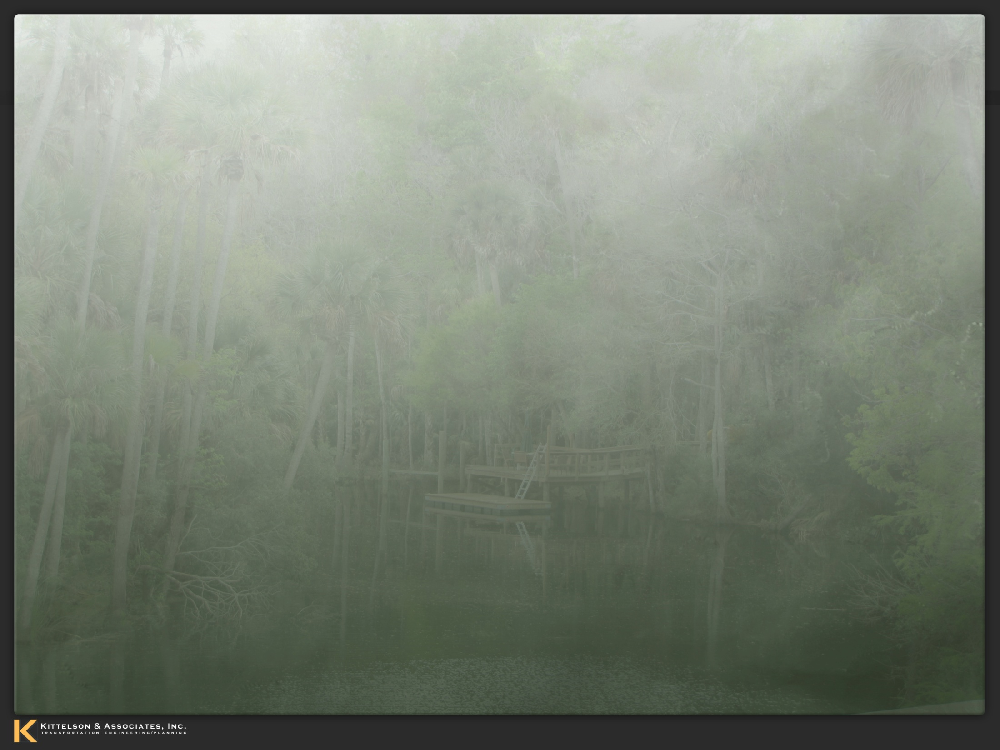 KITTELSON & ASSOCIATES, INC.
TRANSPORTATION ENGINEERING/PLANNING